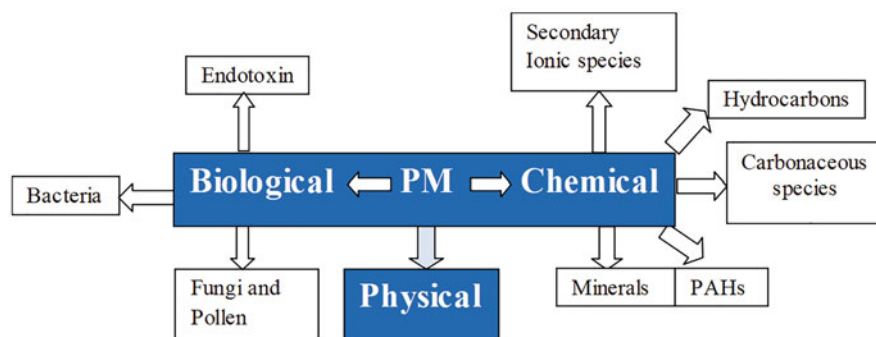 Secondary
Ionic species
Endotoxin
Hydrocarbons
Biological PM Chemical
Carbonaceous
species
Bacteria
Fungi and
Pollen
Physical
Minerals PAHs